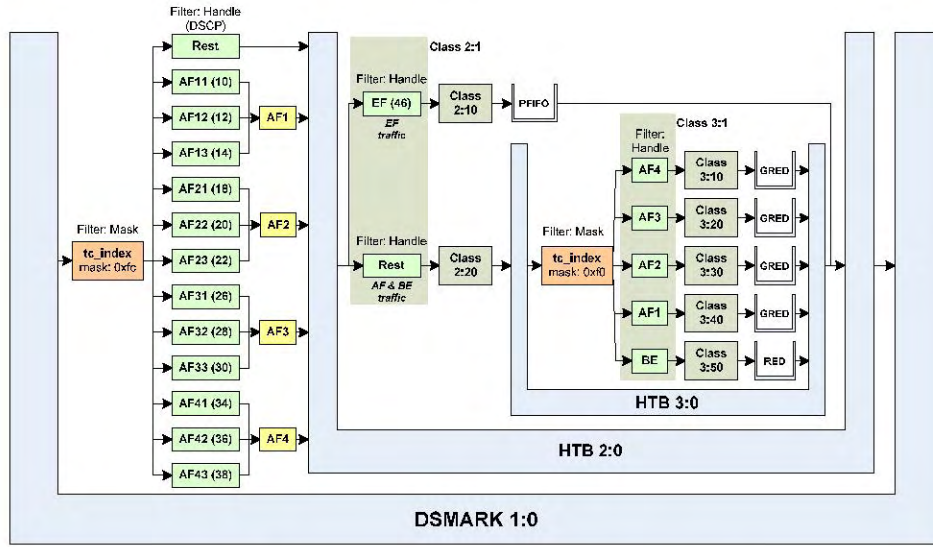 Filter: Handle
(DSCP)
Rest
AF11 (10)
AF12 (12)
AF13 (14)
AF1
AF21 (18)
AF22 (20)
AF23 (22)
AF2
Filter: Mask
tc_index
mask: 0xfc
AF31 (26)
AF32 (28)
AF33 (30)
AF3
AF41 (34)
AF42 (36)
AF43 (38)
AF4
Class 2:1
Filter: Handle
EF (46)
EF
traffic
Class
2:10
PFIFO
Filter: Handle
Rest
AF & BE
traffic
Class
2:20
Filter: Mask
tc_index
mask: 0xf0
Class 3:1
Filter:
Handle
AF4
Class
3:10
GRED
AF3
Class
3:20
GRED
AF2
Class
3:30
GRED
AF1
Class
3:40
GRED
BE
Class
3:50
RED
HTB 3:0
HTB 2:0
DSMARK 1:0